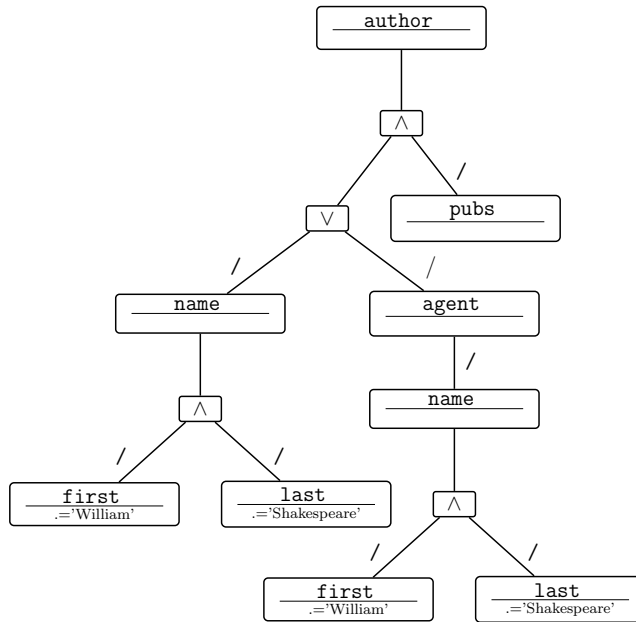 author
∧
/
pubs
∨
/
/
name
agent
/
name
∧
/
/
first
.='William'
last
.='Shakespeare'
∧
/
/
first
.='William'
last
.='Shakespeare'